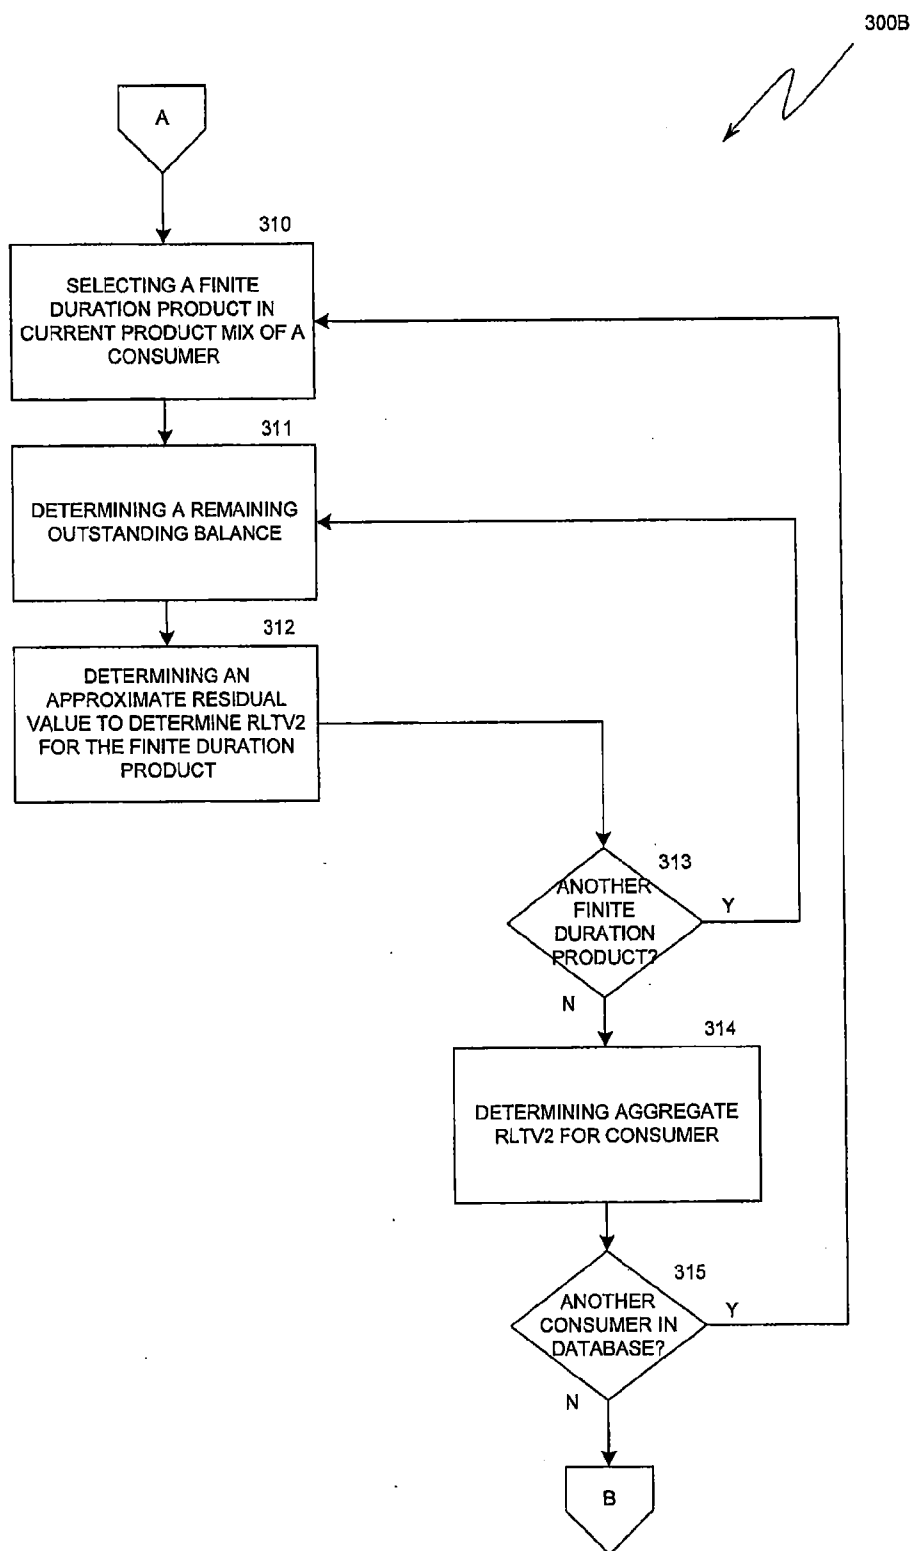 300B
A
310
SELECTING A FINITE
DURATION PRODUCT IN
CURRENT PRODUCT MIX OF A
CONSUMER
311
DETERMINING A REMAINING
OUTSTANDING BALANCE
312
DETERMINING AN
APPROXIMATE RESIDUAL
VALUE TO DETERMINE RLTV2
FOR THE FINITE DURATION
PRODUCT
313
ANOTHER
FINITE
DURATION
PRODUCT?
Y
N
314
DETERMINING AGGREGATE
RLTV2 FOR CONSUMER
315
ANOTHER
CONSUMER IN
DATABASE?
Y
N
B